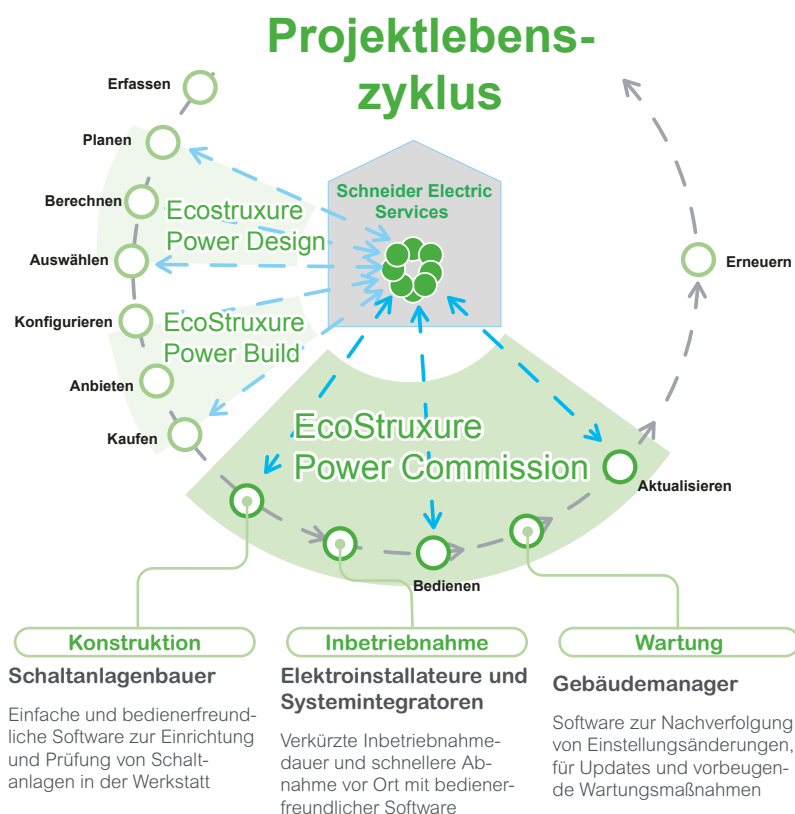 Projektlebens-
zyklus
Erfassen
Planen
Berechnen
Auswählen
Konfigurieren
Anbieten
Kaufen
Ecostruxure
Power Design
EcoStruxure
Power Build
Schneider Electric
Services
Erneuern
EcoStruxure
Power Commission
Aktualisieren
Bedienen
Konstruktion
Schaltanlagenbauer
Einfache und bedienerfreund-
liche Software zur Einrichtung
und Prüfung von Schalt-
anlagen in der Werkstatt
Inbetriebnahme
Elektroinstallateure und
Systemintegratoren
Verkürzte Inbetriebnahme-
dauer und schnellere Ab-
nahme vor Ort mit bediener-
freundlicher Software
Wartung
Gebäudemanager
Software zur Nachverfolgung
von Einstellungsänderungen,
für Updates und vorbeugen-
de Wartungsmaßnahmen